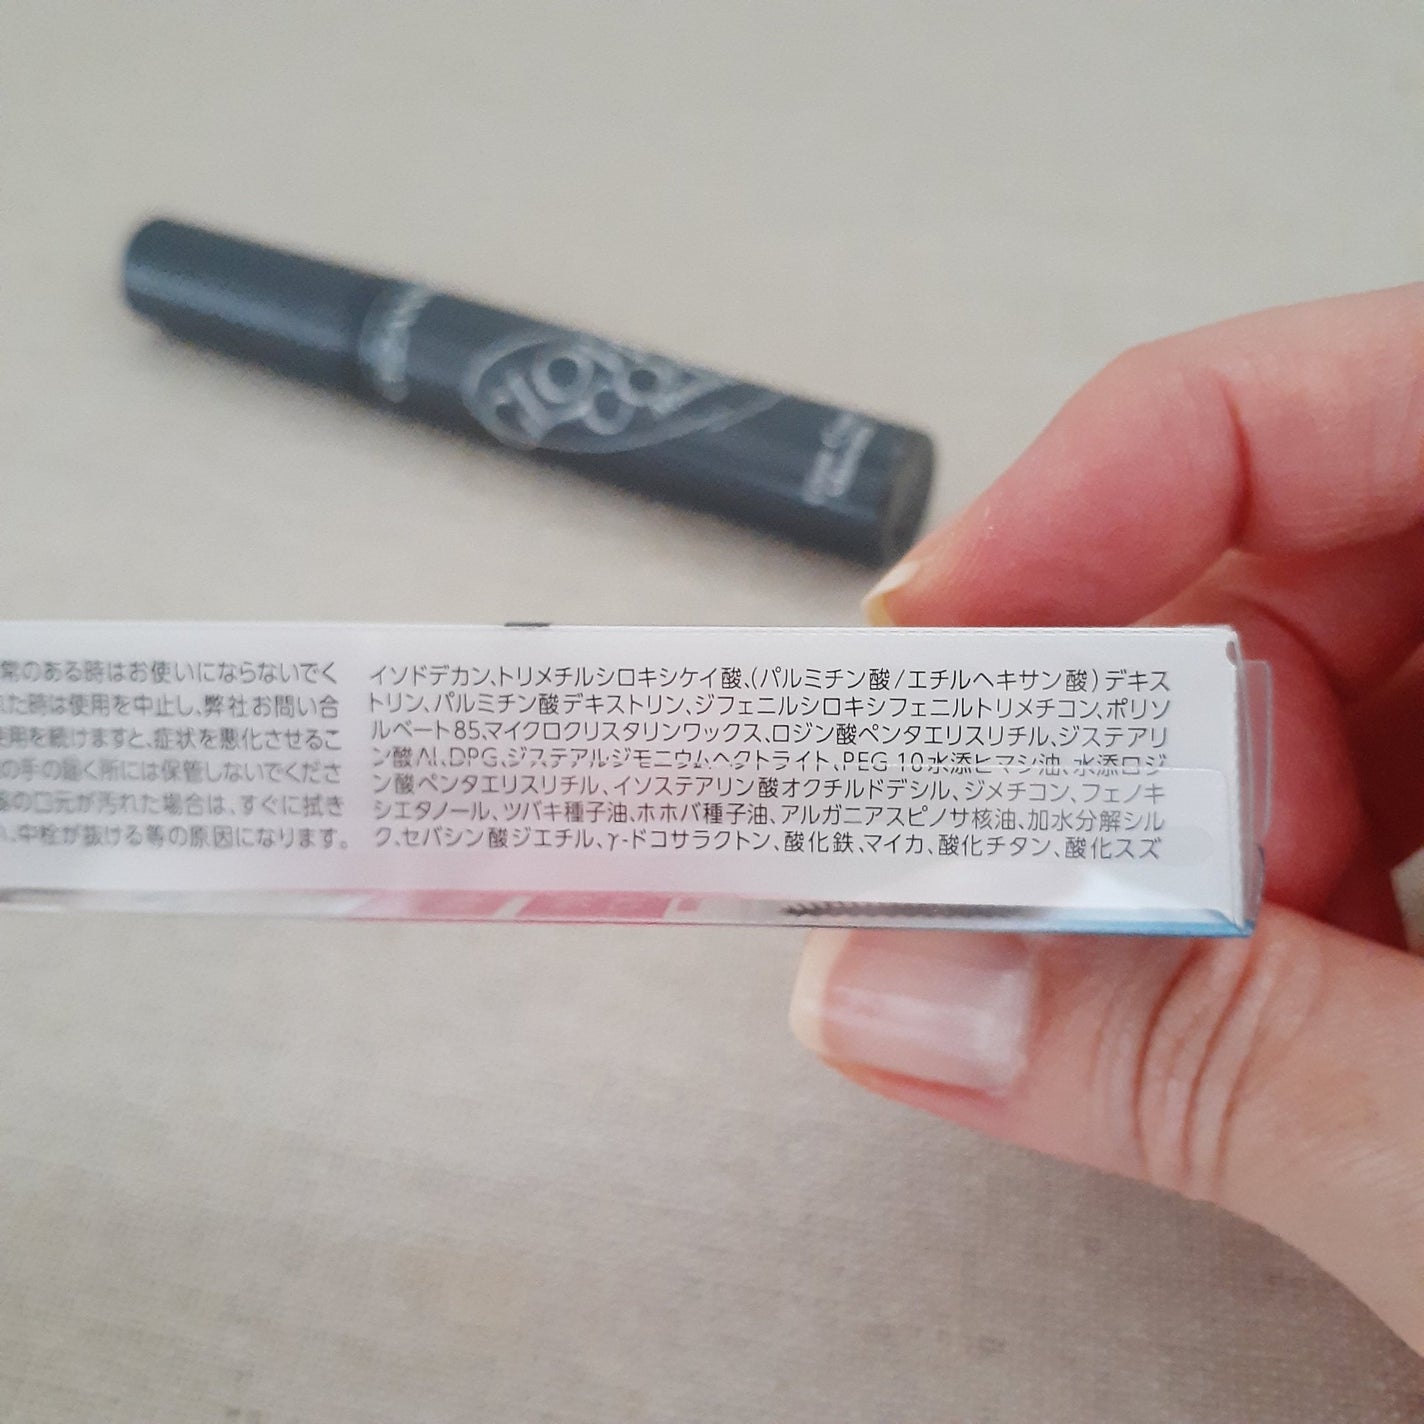 常のある時はお使いにならないでく
た時は使用を中止し、弊社お問い合
使用を続けますと、症状を悪化させるこ
の手の届く所には保管しないでくださ
の口元が汚れた場合は、すぐに拭き
、中栓が抜ける等の原因になります。
イソドデカン、トリメチルシロキシケイ酸、(パルミチン酸/エチルヘキサン酸)デキス
トリン、パルミチン酸デキストリン、ジフェニルシロキシフェニルトリメチコン、ポリソ
ルベート85、マイクロクリスタリンワックス、ロジン酸ペンタエリスリチル、ジステアリ
ン酸Al、DPG、ジステアルジモニウムヘクトライト、PEG-10水添ヒマシ油、水添ロジ
ン酸ペンタエリスリチル、イソステアリン酸オクチルドデシル、ジメチコン、フェノキ
シエタノール、ツバキ種子油、ホホバ種子油、アルガニアスピノサ核油、加水分解シル
ク、セバシン酸ジエチル、γ-ドコサラクトン、酸化鉄、マイカ、酸化チタン、酸化スズ